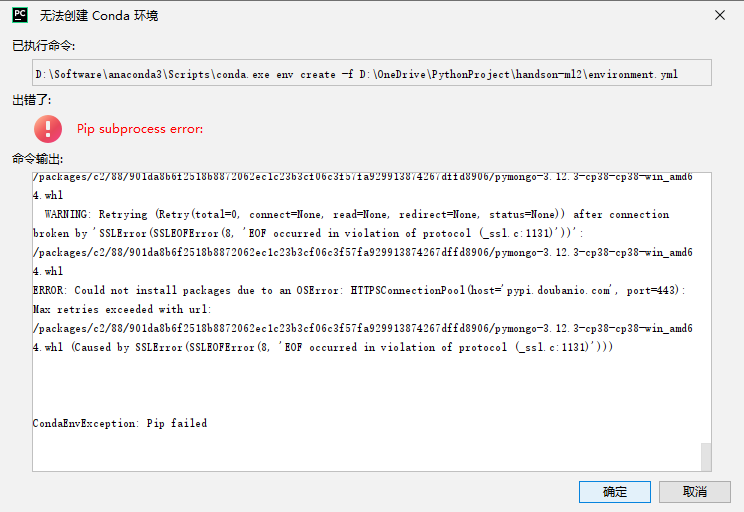 PC
无法创建 Conda 环境
已执行命令:
D:\Software\anaconda3\Scripts\conda.exe env create -f D:\OneDrive\PythonProject\handson-ml2\environment.yml
出错了:
Pip subprocess error:
命令输出:
/packages/c2/88/901da8b6f2518b8872062ec1c23b3cf06c3f57fa929913874267dffd8906/pymongo-3.12.3-cp38-cp38-win_amd6
4.whl
WARNING: Retrying (Retry(total=0, connect=None, read=None, redirect=None, status=None)) after connection
broken by 'SSLError(SSLEOFError(8, 'EOF occurred in violation of protocol (_ssl.c:1131)'))':
/packages/c2/88/901da8b6f2518b8872062ec1c23b3cf06c3f57fa929913874267dffd8906/pymongo-3.12.3-cp38-cp38-win_amd6
4.whl
ERROR: Could not install packages due to an OSError: HTTPSConnectionPool(host='pypi.doubanio.com', port=443):
Max retries exceeded with url:
/packages/c2/88/901da8b6f2518b8872062ec1c23b3cf06c3f57fa929913874267dffd8906/pymongo-3.12.3-cp38-cp38-win_amd6
4.whl (Caused by SSLError(SSLEOFError(8, 'EOF occurred in violation of protocol (_ssl.c:1131)')))
CondaEnvException: Pip failed
确定
取消